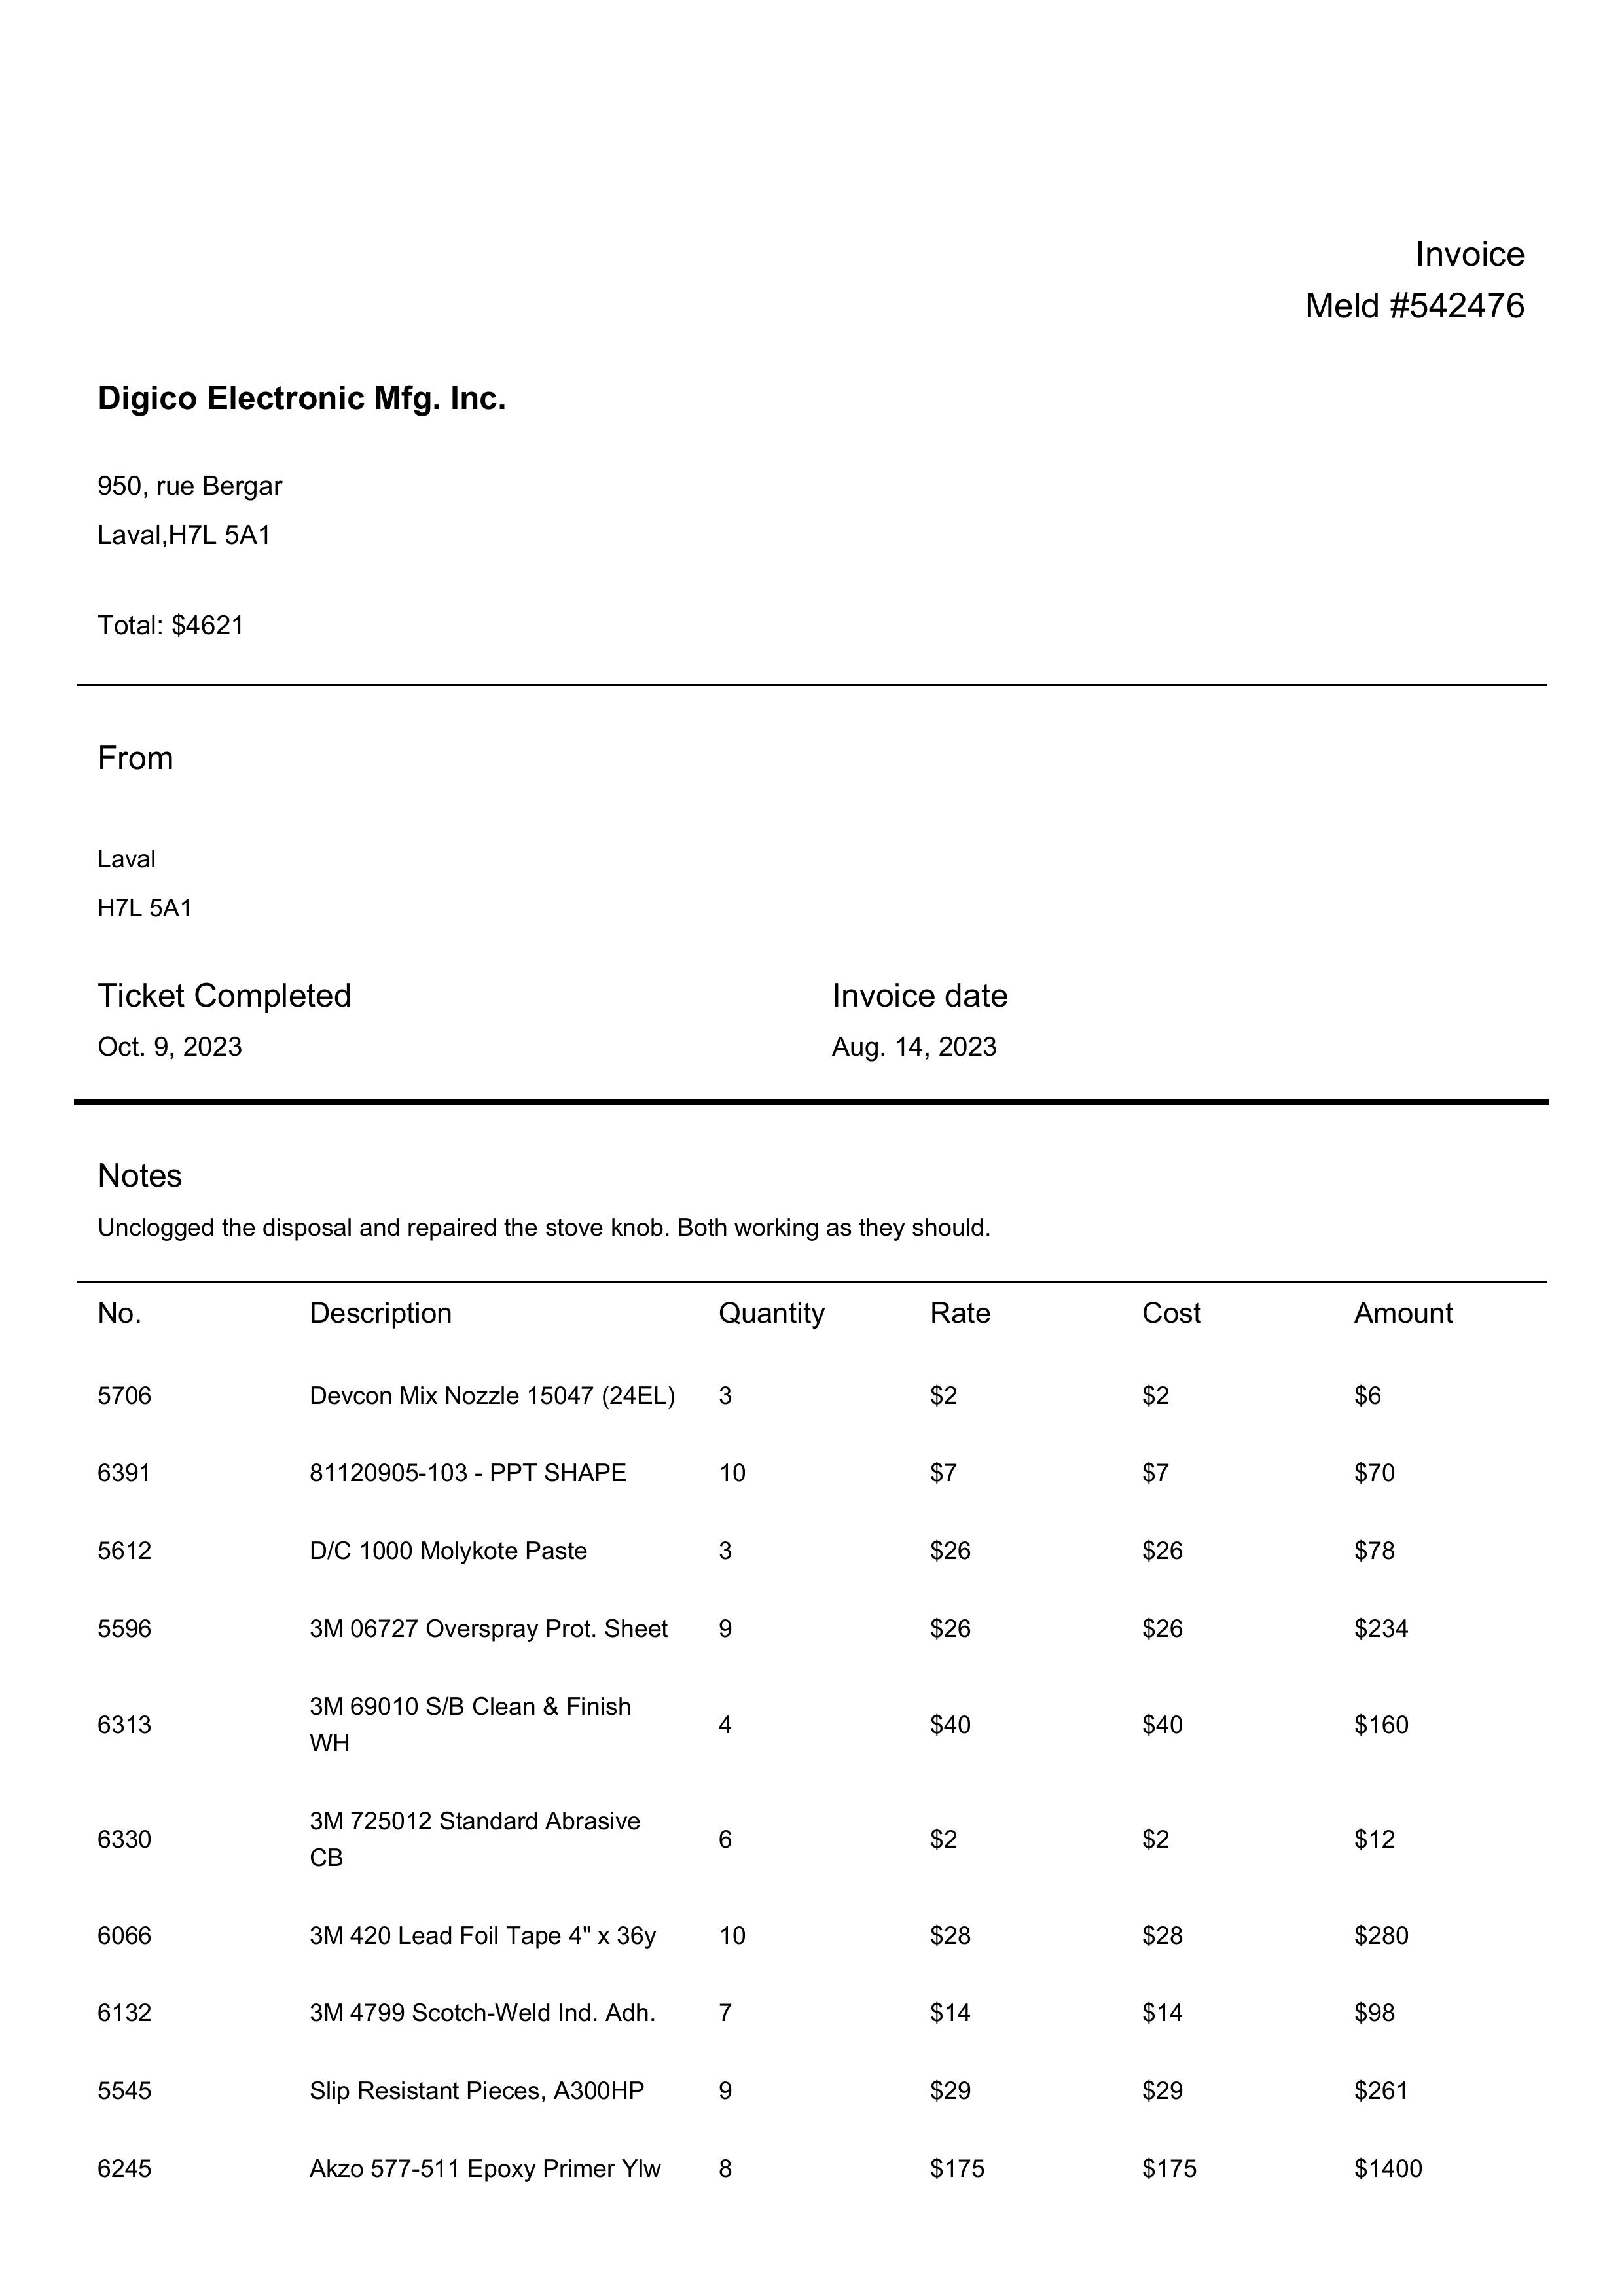 Invoice
Meld #542476
Digico Electronic Mfg. Inc.
950, rue Bergar
Laval,H7L 5A1
Total: $4621
From
Laval
H7L 5A1
Ticket Completed Invoice date
Oct. 9, 2023 Aug. 14, 2023
Notes
Unclogged the disposal and repaired the stove knob. Both working as they should.
No. Description Quantity Rate Cost Amount
5706 Devcon Mix Nozzle 15047 (24EL) 3 $2 $2 $6
6391 81120905-103 - PPT SHAPE 10 $7 $7 $70
5612 D/C 1000 Molykote Paste 3 $26 $26 $78
5596 3M 06727 Overspray Prot. Sheet 9 $26 $26 $234
6313 3M 69010 S/B Clean & Finish 4 $40 $40 $160
WH
6330 3M 725012 Standard Abrasive 6 $2 $2 $12
CB
6066 3M 420 Lead Foil Tape 4" x 36y 10 $28 $28 $280
6132 3M 4799 Scotch-Weld Ind. Adh. 7 $14 $14 $98
5545 Slip Resistant Pieces, A300HP 9 $29 $29 $261
6245 Akzo 577-511 Epoxy Primer Ylw 8 $175 $175 $1400